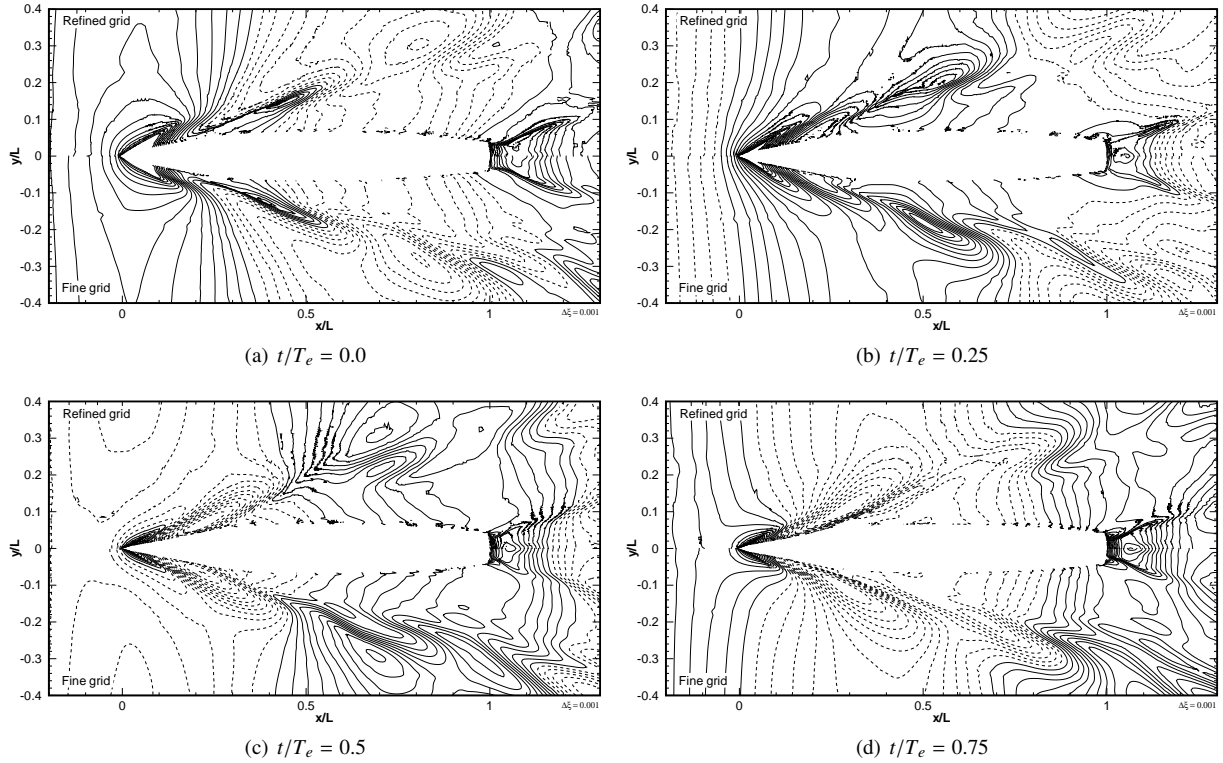 Refined grid
Fine grid
y/L
0.4
0.3
0.2
0.1
0
-0.1
-0.2
-0.3
-0.4
0
0.5
1
x/L
Δξ = 0.001
(a) t/Tₑ = 0.0
Refined grid
Fine grid
y/L
0.4
0.3
0.2
0.1
0
-0.1
-0.2
-0.3
-0.4
0
0.5
1
x/L
Δξ = 0.001
(b) t/Tₑ = 0.25
Refined grid
Fine grid
y/L
0.4
0.3
0.2
0.1
0
-0.1
-0.2
-0.3
-0.4
0
0.5
1
x/L
Δξ = 0.001
(c) t/Tₑ = 0.5
Refined grid
Fine grid
y/L
0.4
0.3
0.2
0.1
0
-0.1
-0.2
-0.3
-0.4
0
0.5
1
x/L
Δξ = 0.001
(d) t/Tₑ = 0.75